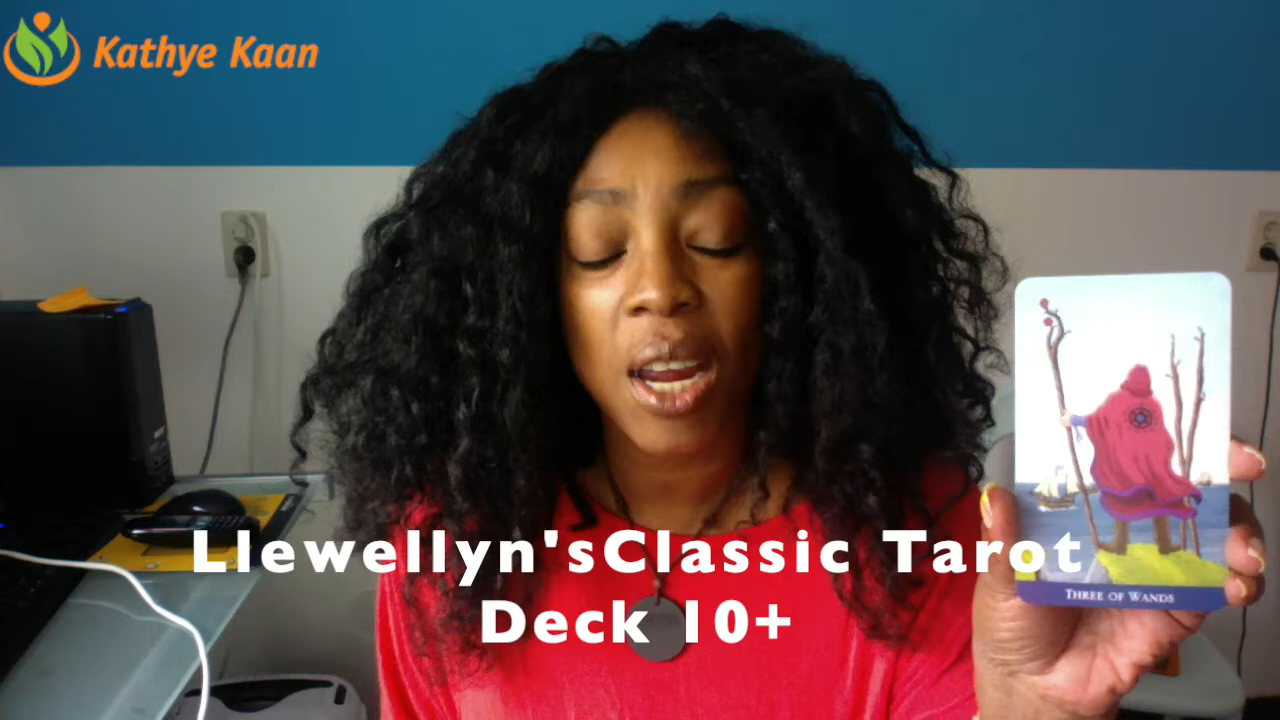 Kathye Kaan
Llewellyn'sClassic Tarot
Deck 10+
THREE OF WANDS